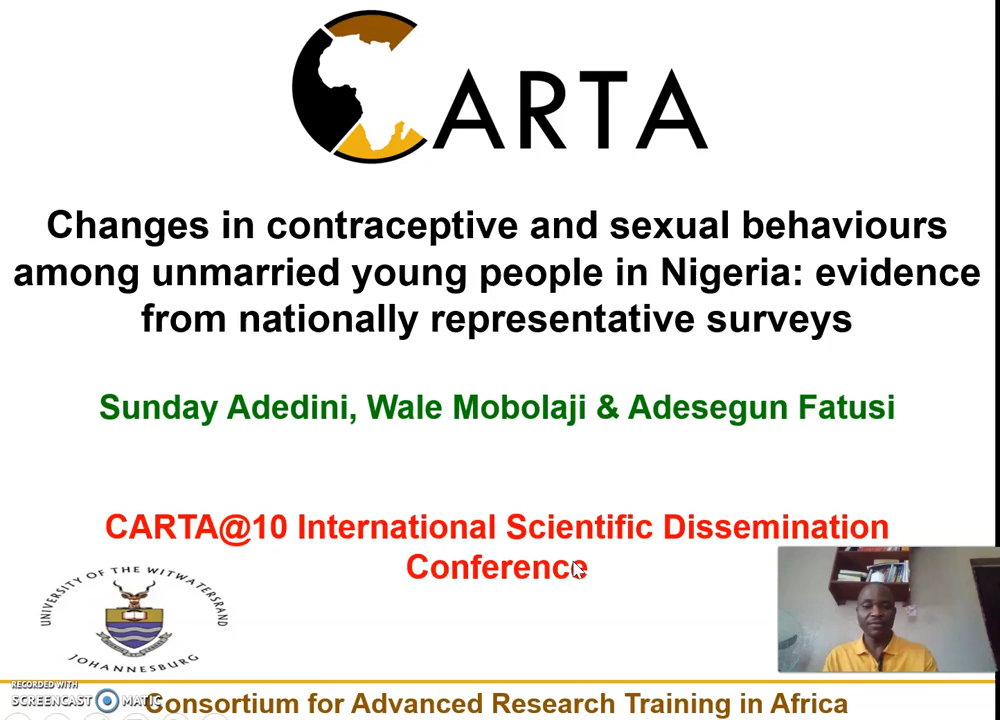 CARTA
Changes in contraceptive and sexual behaviours
among unmarried young people in Nigeria: evidence
from nationally representative surveys
Sunday Adedini, Wale Mobolaji & Adesegun Fatusi
CARTA@10 International Scientific Dissemination
Conference
UNIVERSITY OF THE WITWATERSRAND
JOHANNESBURG
RECORDED WITH
SCREENCAST MATIC
Consortium for Advanced Research Training in Africa